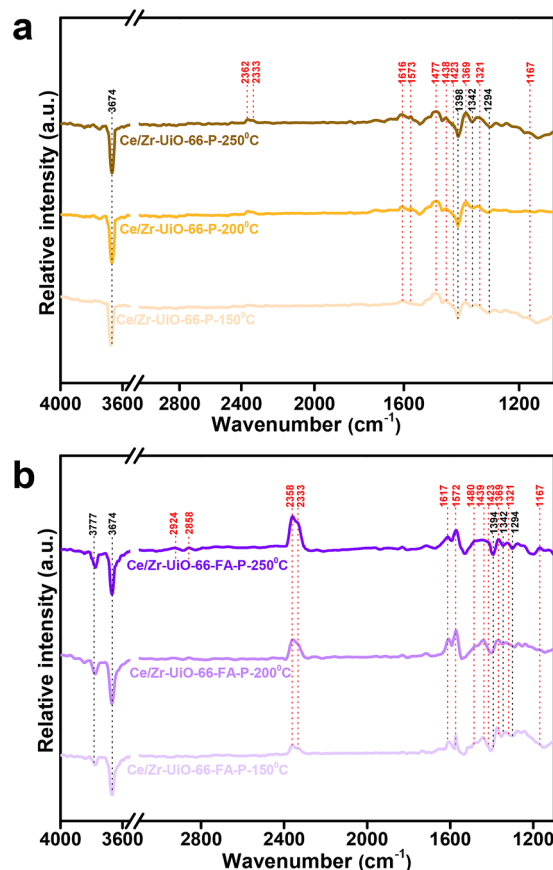 a
2362
2333
1616
1573
1477
1438
1423
1369
1321
1167
3674
1398
1342
1294
Ce/Zr-UiO-66-P-250⁰C
Ce/Zr-UiO-66-P-200⁰C
Ce/Zr-UiO-66-P-150⁰C
Relative intensity (a.u.)
4000 3600 2800 2400 2000 1600 1200
Wavenumber (cm⁻¹)
b
3777
3674
2924
2858
2358
2333
1617
1572
1480
1439
1423
1394
1369
1342
1321
1294
1167
Ce/Zr-UiO-66-FA-P-250⁰C
Ce/Zr-UiO-66-FA-P-200⁰C
Ce/Zr-UiO-66-FA-P-150⁰C
Relative intensity (a.u.)
4000 3600 2800 2400 2000 1600 1200
Wavenumber (cm⁻¹)